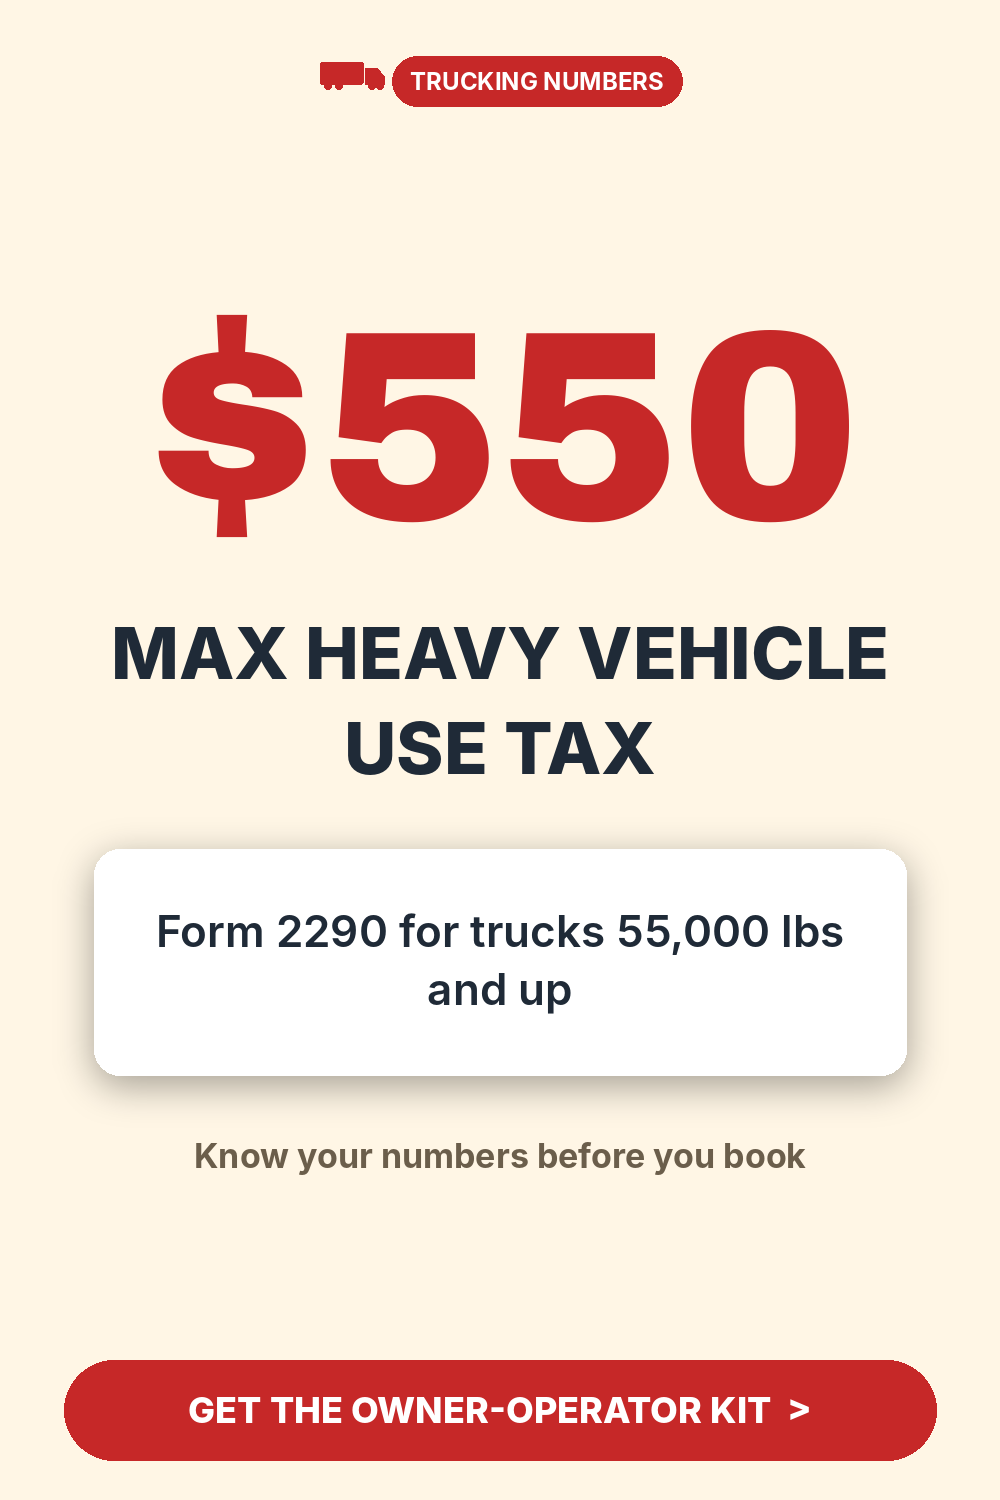 TRUCKING NUMBERS
$550
MAX HEAVY VEHICLE
USE TAX
Form 2290 for trucks 55,000 lbs
and up
Know your numbers before you book
GET THE OWNER-OPERATOR KIT >